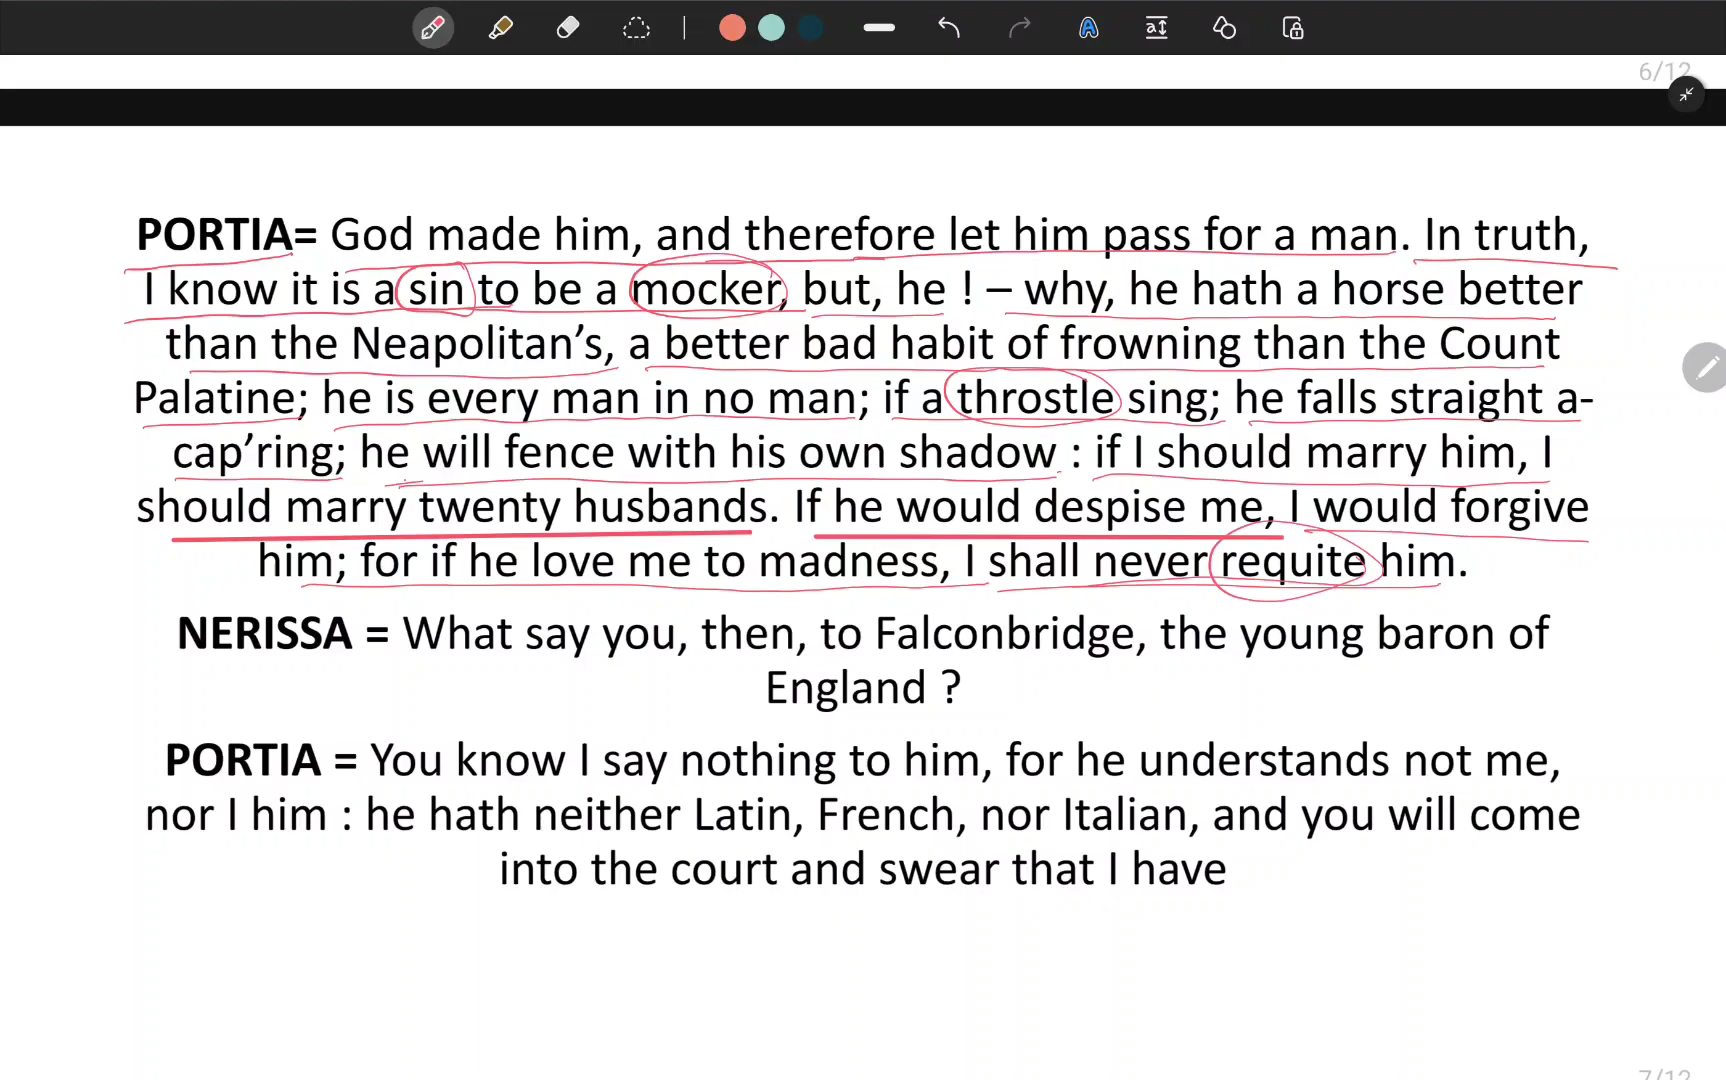 6/12
PORTIA= God made him, and therefore let him pass for a man. In truth,
I know it is a sin to be a mocker, but, he ! – why, he hath a horse better
than the Neapolitan’s, a better bad habit of frowning than the Count
Palatine; he is every man in no man; if a throstle sing; he falls straight a-
cap’ring; he will fence with his own shadow : if I should marry him, I
should marry twenty husbands. If he would despise me, I would forgive
him; for if he love me to madness, I shall never requite him.
NERISSA = What say you, then, to Falconbridge, the young baron of
England ?
PORTIA = You know I say nothing to him, for he understands not me,
nor I him : he hath neither Latin, French, nor Italian, and you will come
into the court and swear that I have
7/12